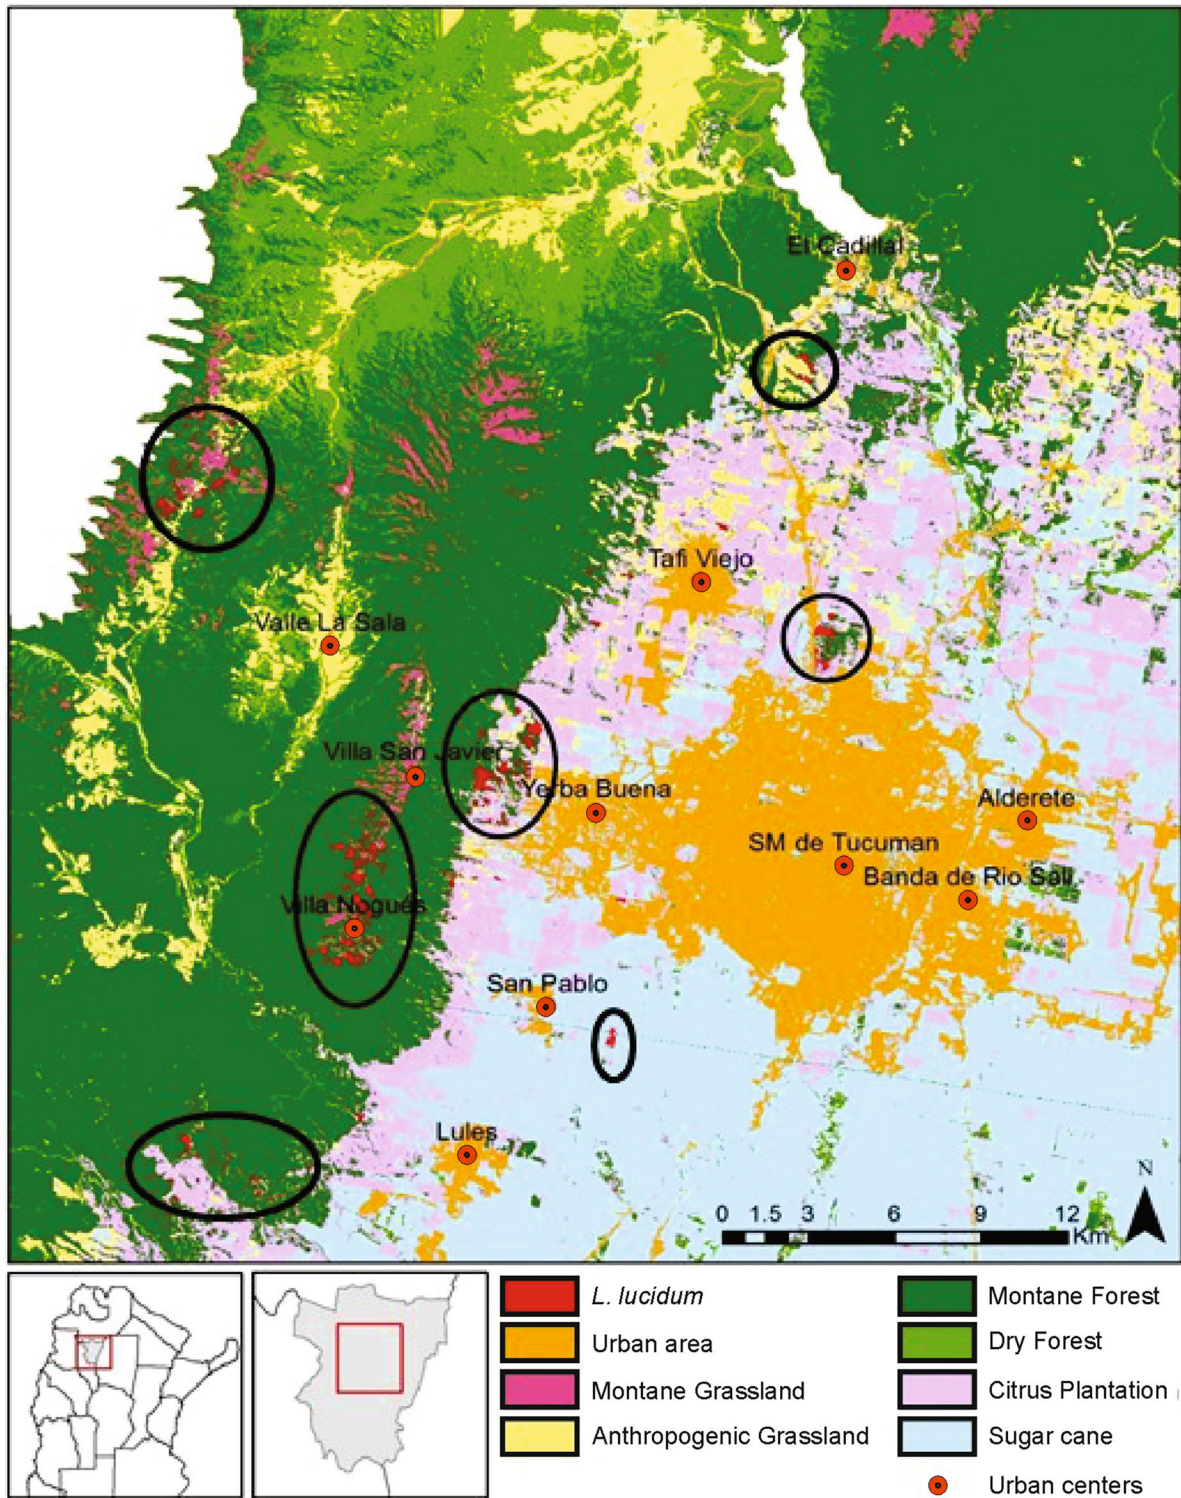 El Cadillal
Tafi Viejo
Valle La Sala
Villa San Javier
Yerba Buena
Alderete
SM de Tucuman
Banda de Rio Sali
Villa Nogués
San Pablo
Lules
N
0 1.5 3 6 9 12
Km
L. lucidum
Urban area
Montane Grassland
Anthropogenic Grassland
Montane Forest
Dry Forest
Citrus Plantation
Sugar cane
Urban centers